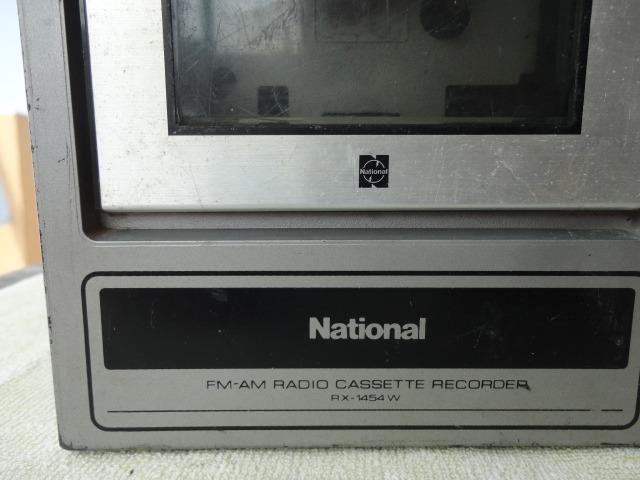 National
National
FM-AM RADIO CASSETTE RECORDER
RX-1454W